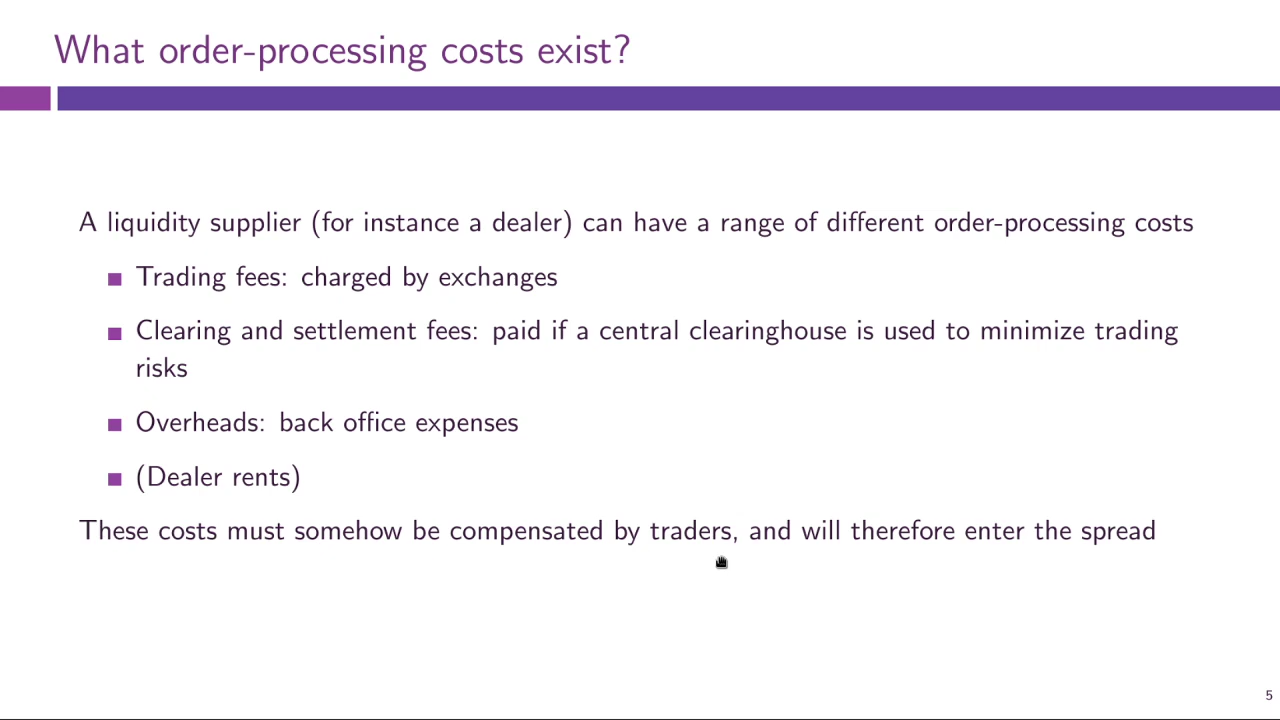 What order-processing costs exist?
A liquidity supplier (for instance a dealer) can have a range of different order-processing costs
Trading fees: charged by exchanges
Clearing and settlement fees: paid if a central clearinghouse is used to minimize trading
risks
Overheads: back office expenses
(Dealer rents)
These costs must somehow be compensated by traders, and will therefore enter the spread
5